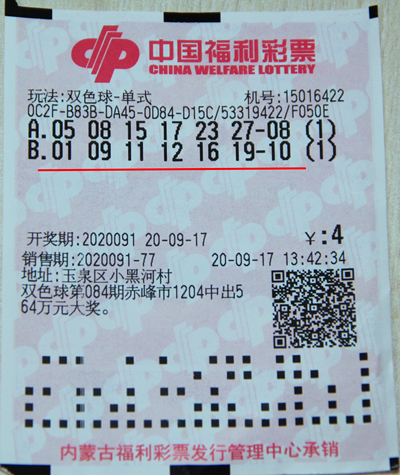 中国福利彩票
CHINA WELFARE LOTTERY
玩法:双色球-单式 机号:15016422
0C2F-B83B-DA45-0D84-D15C/53319422/F050E
A.05 08 15 17 23 27-08 (1)
B.01 09 11 12 16 19-10 (1)
开奖期:2020091 20-09-17 ¥:4
销售期:2020091-77 20-09-17 13:42:34
地址:玉泉区小黑河村
双色球第084期赤峰市1204中出5
64万元大奖。
内蒙古福利彩票发行管理中心承销